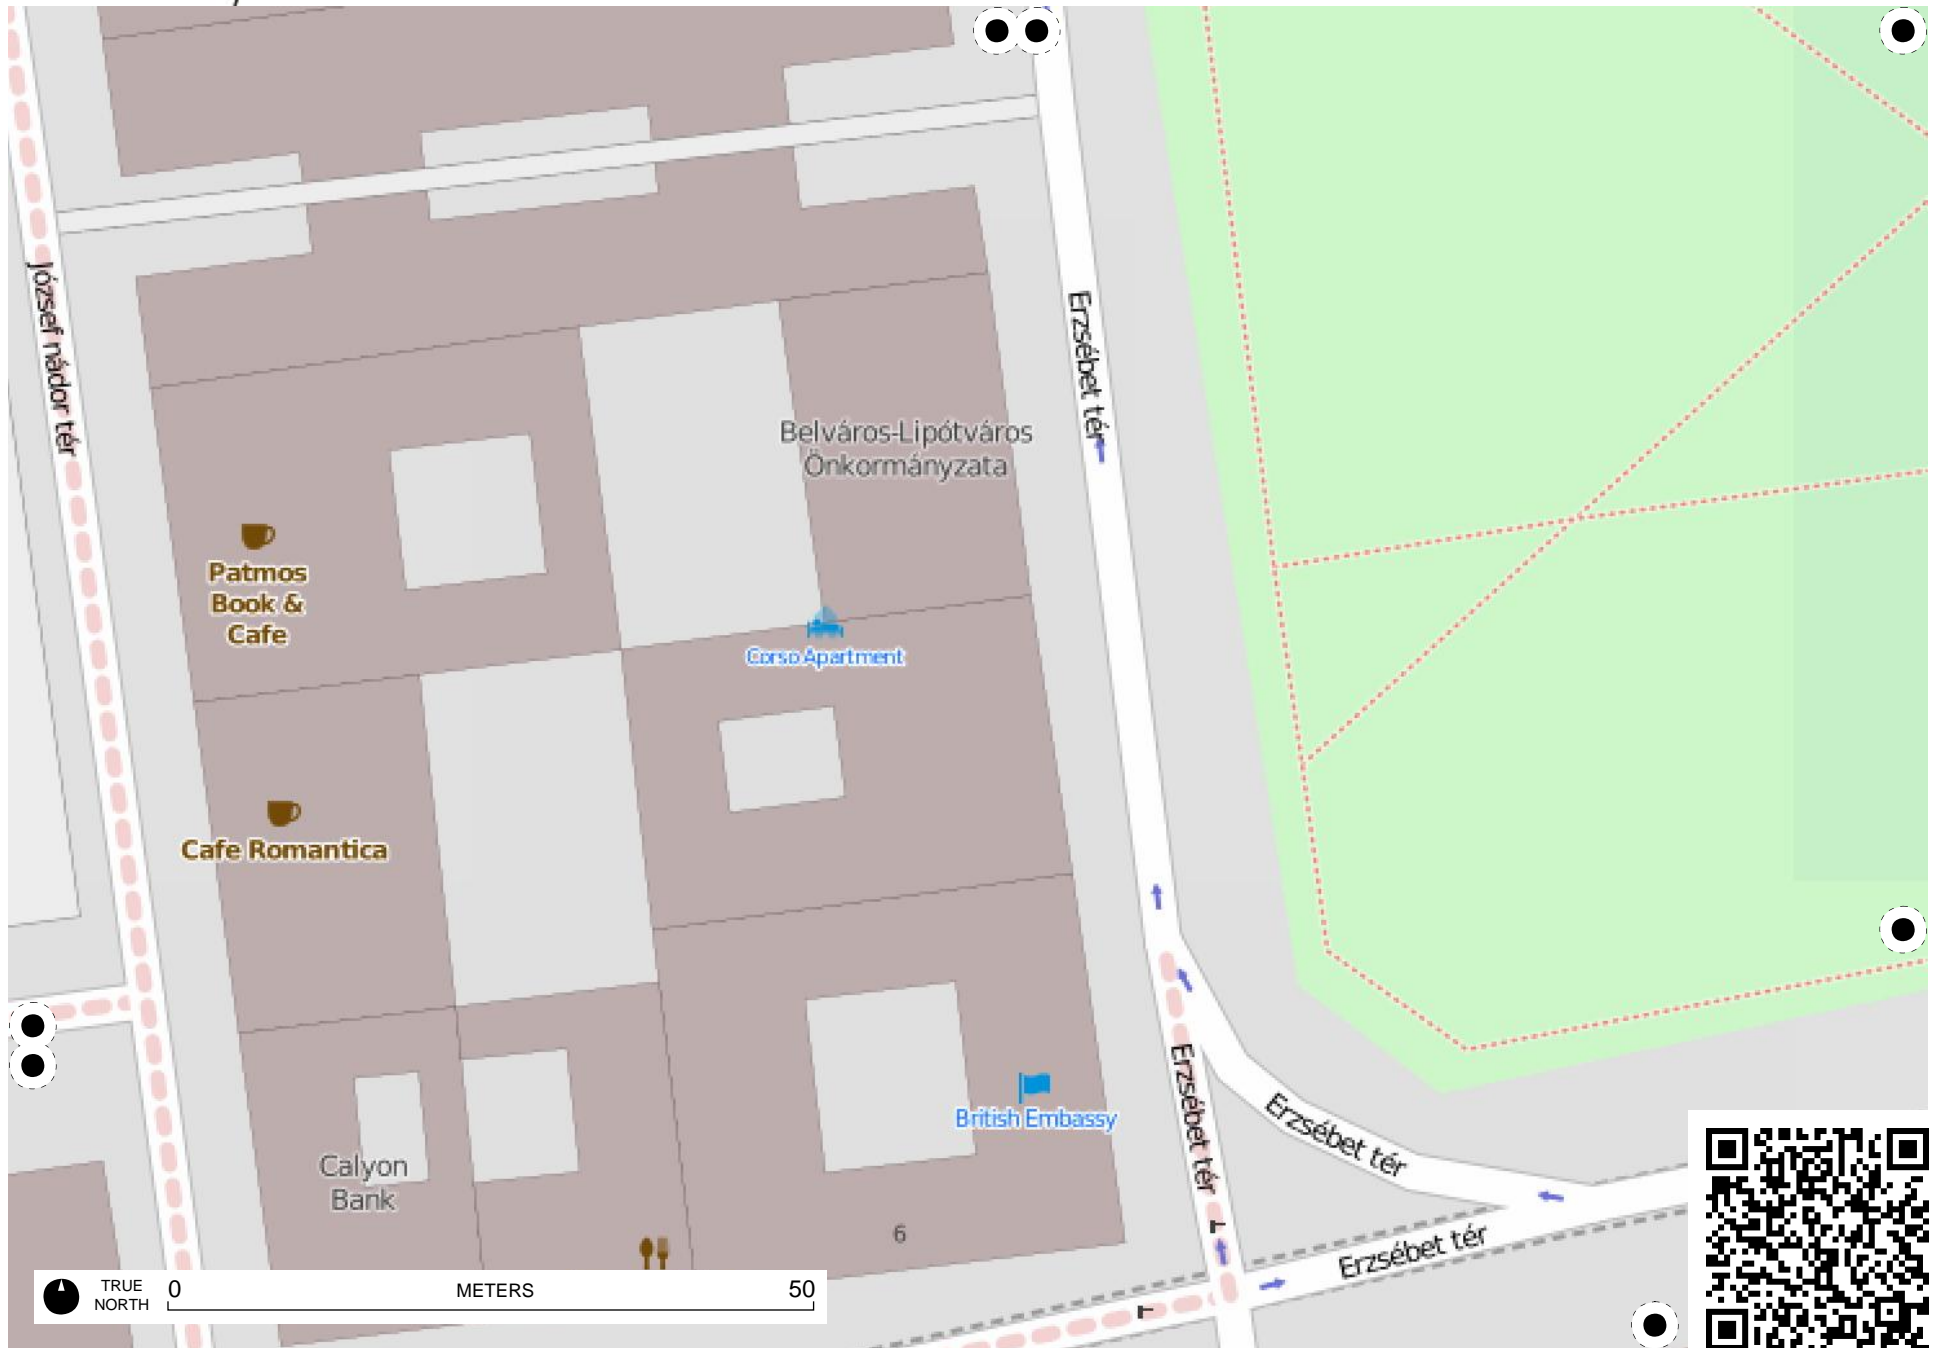 József nádor tér
Erzsébet tér
Belváros-Lipótváros
Önkormányzata
Patmos
Book &
Cafe
Corso Apartment
Cafe Romantica
British Embassy
Erzsébet tér
Erzsébet tér
Calyon
Bank
6
Erzsébet tér
TRUE
NORTH
0
METERS
50